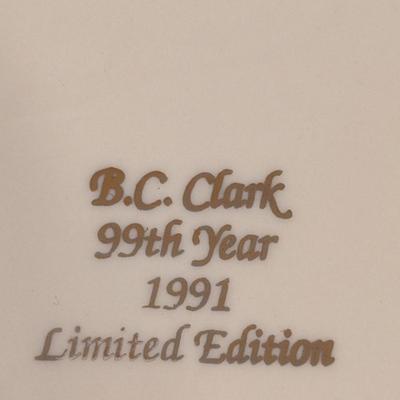 B.C. Clark
99th Year
1991
Limited Edition